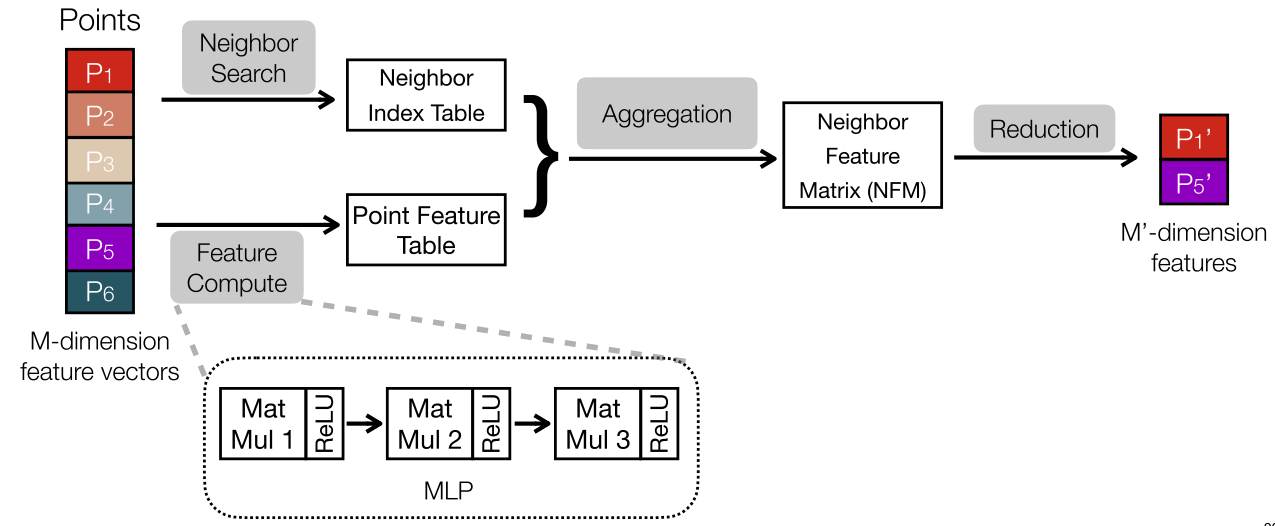 Points
P1
P2
P3
P4
P5
P6
M-dimension
feature vectors
Neighbor
Search
Neighbor
Index Table
Feature
Compute
Point Feature
Table
Mat
Mul 1
ReLU
Mat
Mul 2
ReLU
Mat
Mul 3
ReLU
MLP
Aggregation
Neighbor
Feature
Matrix (NFM)
Reduction
P1’
P5’
M’-dimension
features